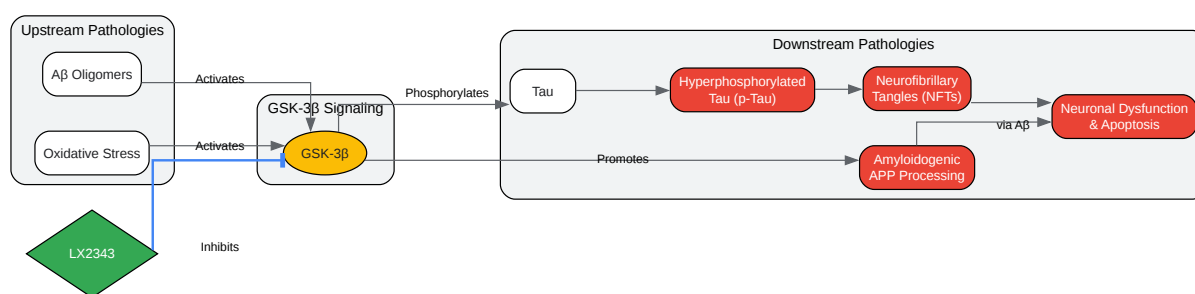 Upstream Pathologies
Aβ Oligomers
Oxidative Stress
Activates
Activates
GSK-3β Signaling
GSK-3β
LX2343
Inhibits
Phosphorylates
Promotes
Downstream Pathologies
Tau
Hyperphosphorylated
Tau (p-Tau)
Neurofibrillary
Tangles (NFTs)
Amyloidogenic
APP Processing
via Aβ
Neuronal Dysfunction
& Apoptosis